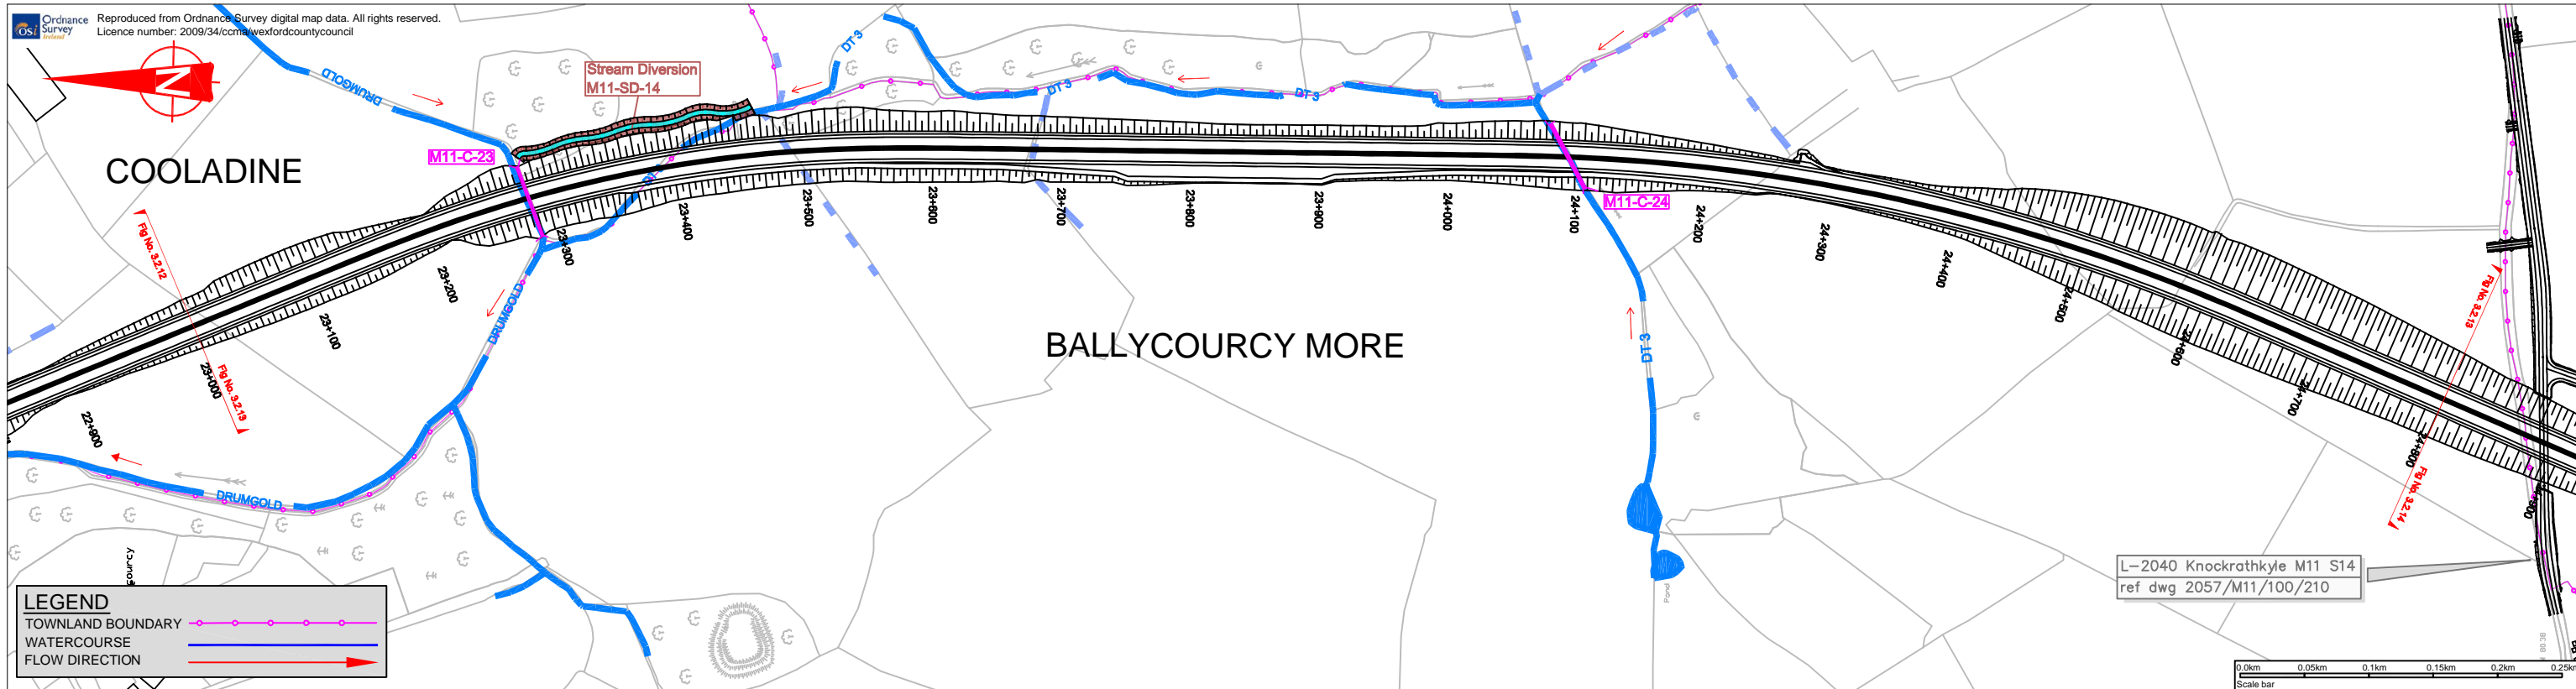 Ordnance
Survey
Ireland
OSi
Reproduced from Ordnance Survey digital map data. All rights reserved.
Licence number: 2009/34/ccma/wexfordcountycouncil
N
DRUMGOLD
Stream Diversion
M11-SD-14
DT 3
DT 3
DT 3
COOLADINE
M11-C-23
M11-C-24
Fig No. 3.2.12
Fig No. 3.2.13
22+900
23+000
23+100
23+200
23+300
23+400
23+500
23+600
23+700
23+800
23+900
24+000
24+100
24+200
24+300
24+400
24+500
24+600
24+700
24+800
Fig No. 3.2.13
Fig No. 3.2.14
DRUMGOLD
BALLYCOURCY MORE
DT 3
DRUMGOLD
Pond
L-2040 Knockrathkyle M11 S14
ref dwg 2057/M11/100/210
LEGEND
TOWNLAND BOUNDARY
WATERCOURSE
FLOW DIRECTION
0.0km 0.05km 0.1km 0.15km 0.2km 0.25km
Scale bar